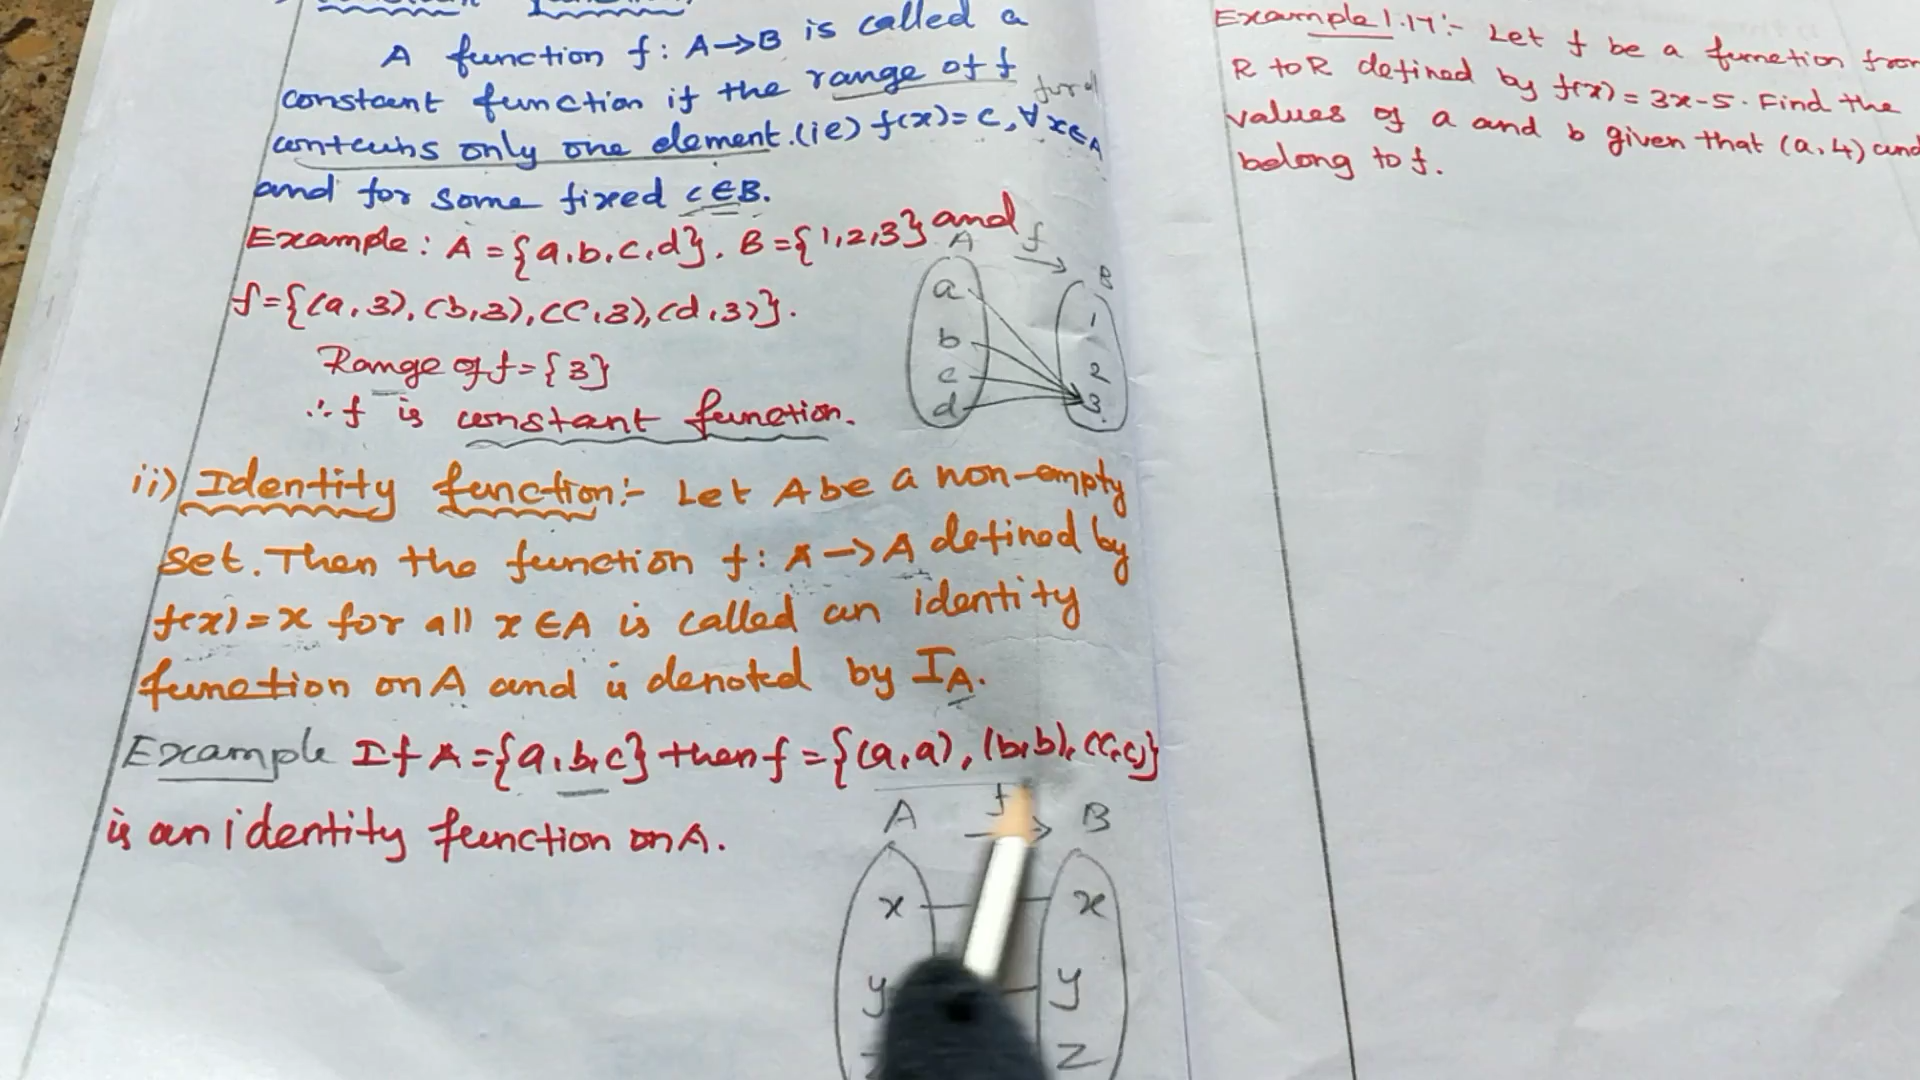 A function f: A→B is called a
constant function if the range of f
contains only one element. (ie) f(x)=c, ∀ x∈A
and for some fixed c∈B.
Example: A={a,b,c,d}, B={1,2,3} and
f={(a,3),(b,3),(c,3),(d,3)}.
Range of f={3}
∴ f is constant function.
A f B
a 1
b 2
c 3
d
ii) Identity function:- Let A be a non-empty
set. Then the function f: A→A defined by
f(x)=x for all x∈A is called an identity
function on A and is denoted by I_A.
Example If A={a,b,c} then f={(a,a),(b,b),(c,c)}
is an identity function on A.
A f B
x x
y y
z
Example 1.17:- Let f be a function from
R to R defined by f(x)=3x-5. Find the
values of a and b given that (a,4) and
belong to f.